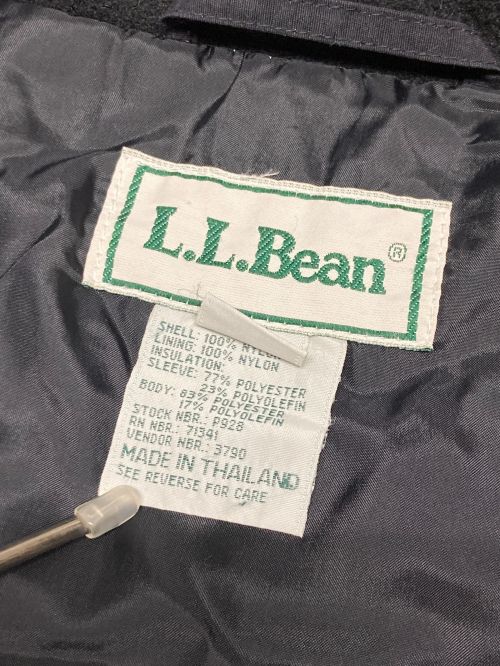 L.L.Bean®
SHELL: 100% NYLON
LINING: 100% NYLON
INSULATION:
SLEEVE: 77% POLYESTER
23% POLYOLEFIN
BODY: 83% POLYESTER
17% POLYOLEFIN
STOCK NBR.: P928
RN NBR.: 71341
VENDOR NBR.: 3790
MADE IN THAILAND
SEE REVERSE FOR CARE